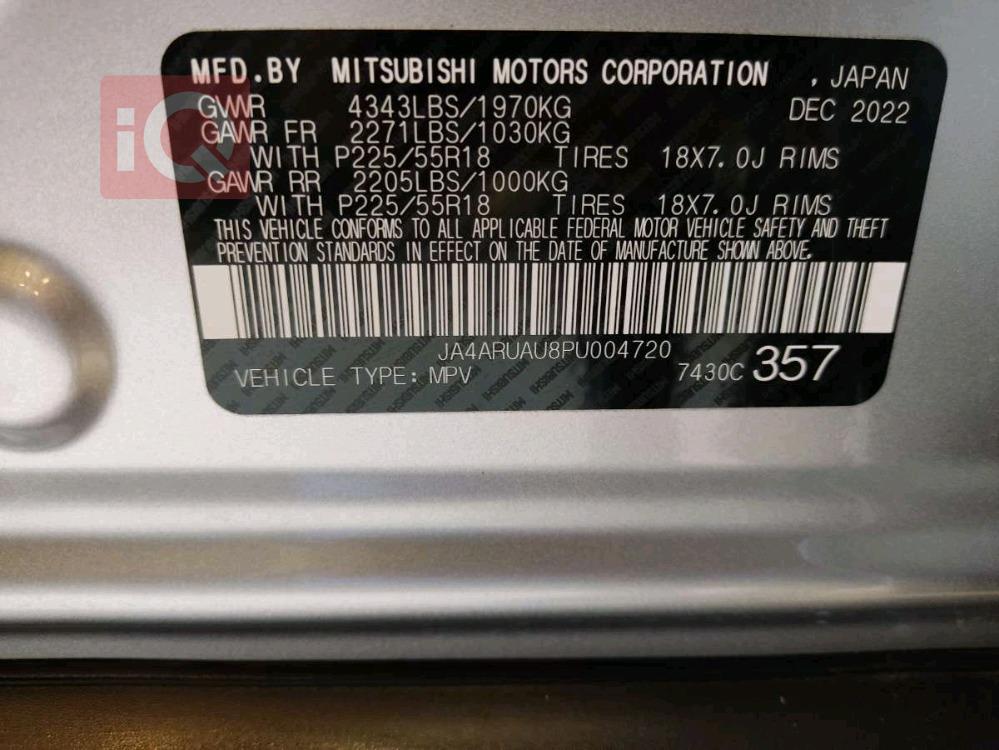 MFD.BY MITSUBISHI MOTORS CORPORATION , JAPAN
GVWR 4343LBS/1970KG DEC 2022
GAWR FR 2271LBS/1030KG
WITH P225/55R18 TIRES 18X7.0J RIMS
GAWR RR 2205LBS/1000KG
WITH P225/55R18 TIRES 18X7.0J RIMS
THIS VEHICLE CONFORMS TO ALL APPLICABLE FEDERAL MOTOR VEHICLE SAFETY AND THEFT
PREVENTION STANDARDS IN EFFECT ON THE DATE OF MANUFACTURE SHOWN ABOVE.
JA4ARUAU8PU004720
VEHICLE TYPE: MPV 7430C 357
iQ